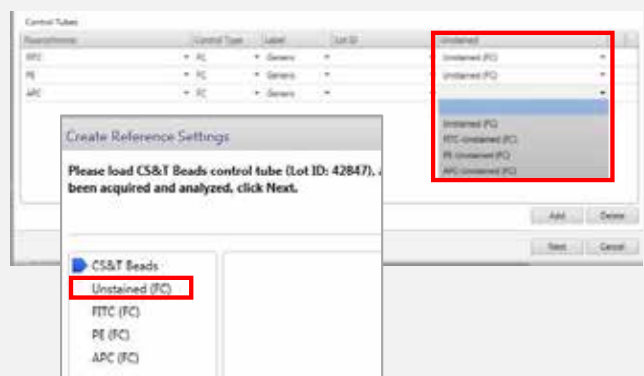 Control Tubes
Fluorochrome Control Type Label Lot ID Unstained
FITC FC Generic Unstained (FC)
PE FC Generic Unstained (FC)
APC FC Generic
Unstained (FC)
FITC-Unstained (FC)
PE-Unstained (FC)
APC-Unstained (FC)
Add Delete
Next Cancel
Create Reference Settings
Please load CS&T Beads control tube (Lot ID: 42847),
been acquired and analyzed, click Next.
CS&T Beads
Unstained (FC)
FITC (FC)
PE (FC)
APC (FC)